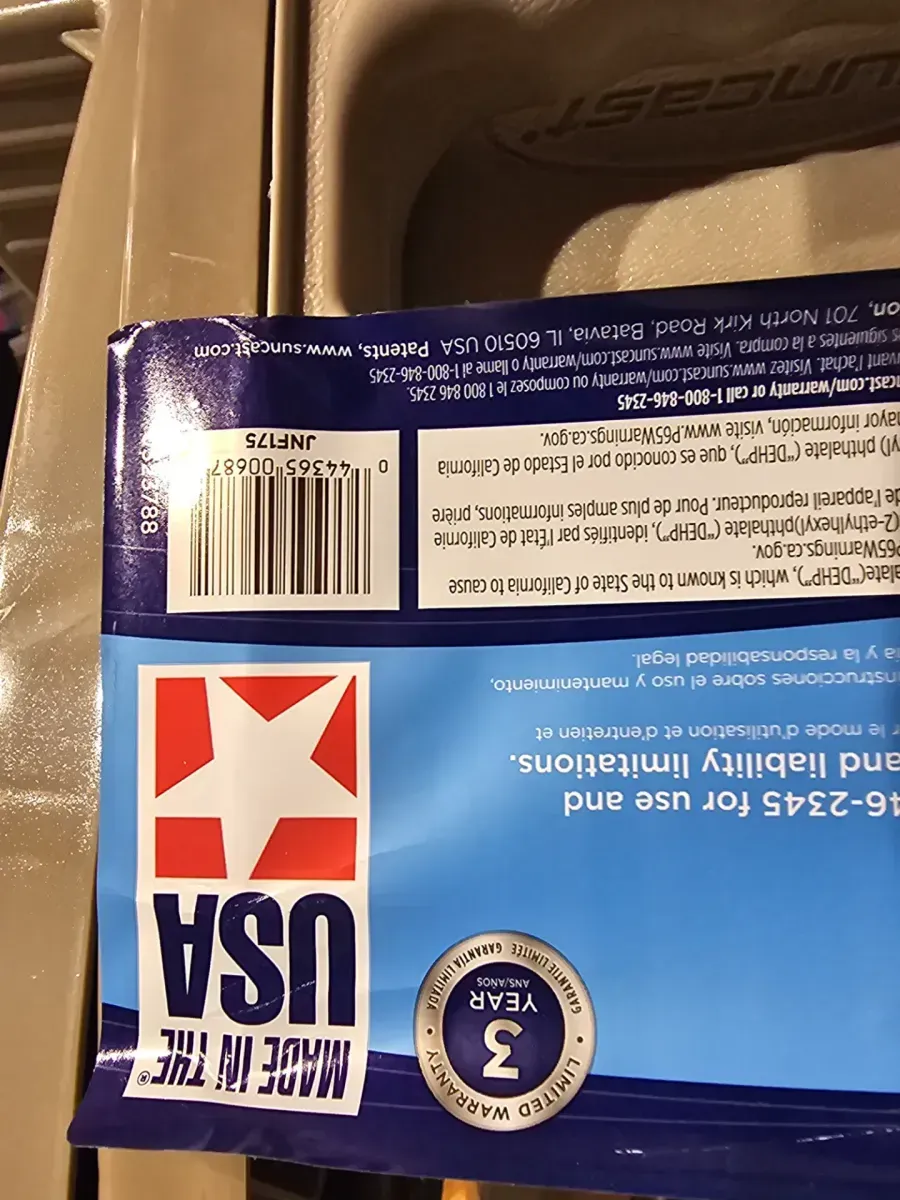 MADE IN THE®
USA
LIMITED WARRANTY • GARANTIE LIMITÉE GARANTÍA LIMITADA •
3
YEAR
ANS/AÑOS
46-2345 for use and
and liability limitations.
le mode d'utilisation et d'entretien et
nstrucciones sobre el uso y mantenimiento,
y la responsabilidad legal.
alate("DEHP"), which is known to the State of California to cause
P65Warnings.ca.gov.
(2-ethylhexyl)phthalate ("DEHP"), identifiés par l'État de Californie
de l'appareil reproducteur. Pour de plus amples informations, prière
yl) phthalate ("DEHP"), que es conocido por el Estado de California
mayor información, visite www.P65Warnings.ca.gov.
0 44365 00687
JNF175
ncast.com/warranty or call 1-800-846-2345
vant l'achat. Visitez www.suncast.com/warranty ou composez le 1 800 846 2345.
siguientes a la compra. Visite www.suncast.com/warranty o llame al 1-800-846-2345
on, 701 North Kirk Road, Batavia, IL 60510 USA Patents, www.suncast.com
suncast